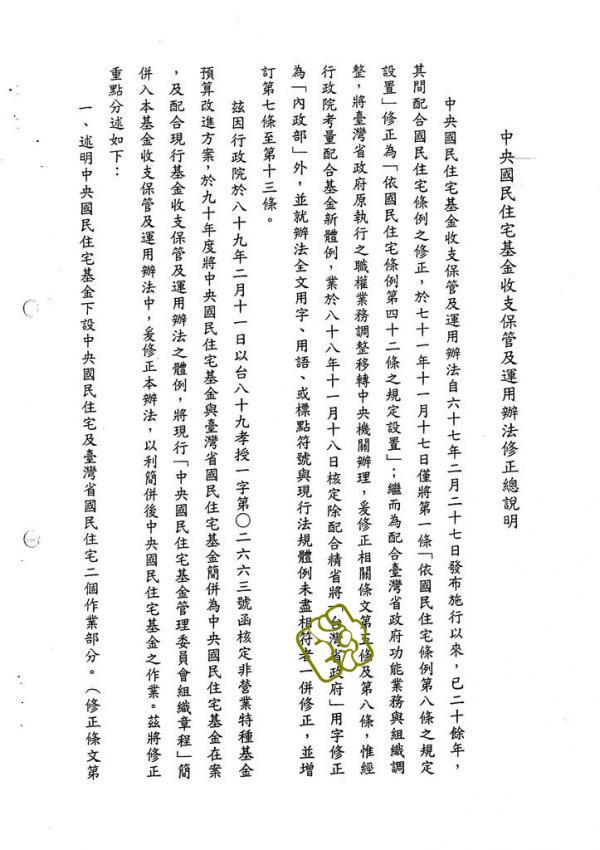 中央國民住宅基金收支保管及運用辦法修正總說明
中央國民住宅基金收支保管及運用辦法自六十七年二月二十七日發布施行以來，已二十餘年，
其間配合國民住宅條例之修正，於七十一年十一月十七日僅將第一條「依國民住宅條例第八條之規定
設置」修正為「依國民住宅條例第四十二條之規定設置」；繼而為配合臺灣省政府功能業務與組織調
整，將臺灣省政府原執行之職權業務調整移轉中央機關辦理，爰修正相關條文第五條及第八條，惟經
行政院考量配合基金新體例，業於八十八年十一月十八日核定除配合精省將「台灣省政府」用字修正
為「內政部」外，並就辦法全文用字、用語、或標點符號與現行法規體例未盡相符者一併修正，並增
訂第七條至第十三條。
茲因行政院於八十九年二月十一日以台八十九孝授一字第〇二六六三號函核定非營業特種基金
預算改進方案，於九十年度將中央國民住宅基金與臺灣省國民住宅基金簡併為中央國民住宅基金在案
，及配合現行基金收支保管及運用辦法之體例，將現行「中央國民住宅基金管理委員會組織章程」簡
併入本基金收支保管及運用辦法中，爰修正本辦法，以利簡併後中央國民住宅基金之作業。茲將修正
重點分述如下：
一、述明中央國民住宅基金下設中央國民住宅及臺灣省國民住宅二個作業部分。（修正條文第